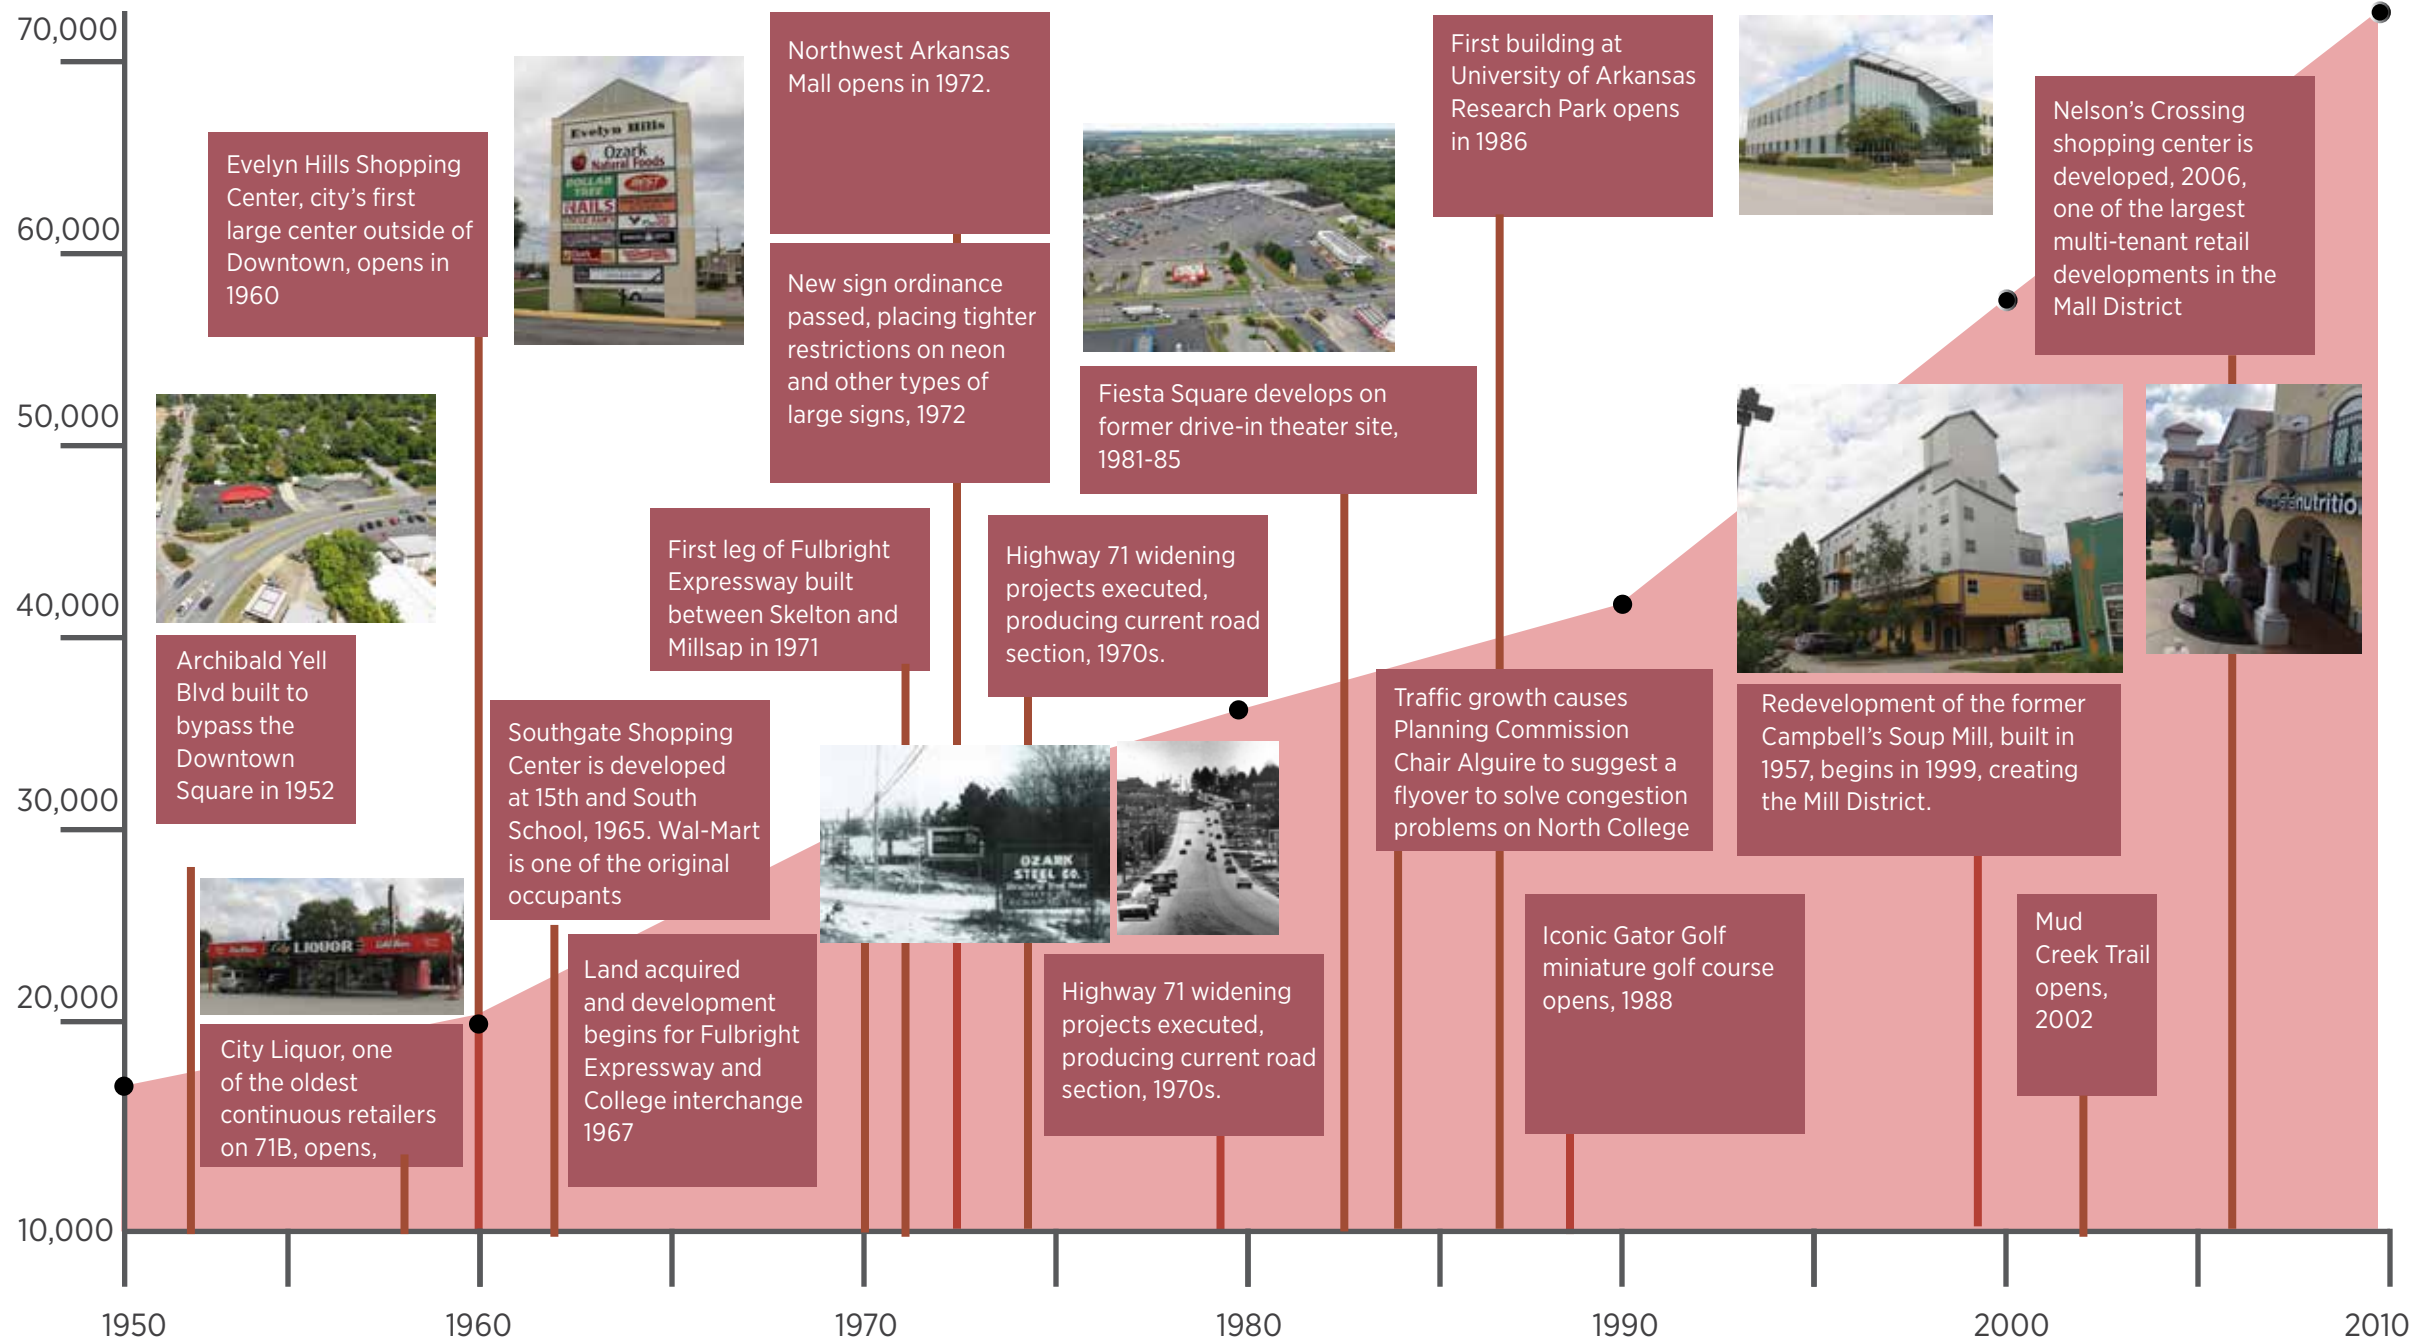 70,000
60,000
50,000
40,000
30,000
20,000
10,000
Evelyn Hills Shopping
Center, city’s first
large center outside of
Downtown, opens in
1960
Evelyn Hills
Ozark
Natural Foods
DOLLAR
TREE
NAILS
Northwest Arkansas
Mall opens in 1972.
New sign ordinance
passed, placing tighter
restrictions on neon
and other types of
large signs, 1972
First building at
University of Arkansas
Research Park opens
in 1986
Nelson’s Crossing
shopping center is
developed, 2006,
one of the largest
multi-tenant retail
developments in the
Mall District
Fiesta Square develops on
former drive-in theater site,
1981-85
nutritio
First leg of Fulbright
Expressway built
between Skelton and
Millsap in 1971
Highway 71 widening
projects executed,
producing current road
section, 1970s.
Archibald Yell
Blvd built to
bypass the
Downtown
Square in 1952
Southgate Shopping
Center is developed
at 15th and South
School, 1965. Wal-Mart
is one of the original
occupants
OZARK
STEEL CO.
Traffic growth causes
Planning Commission
Chair Alguire to suggest a
flyover to solve congestion
problems on North College
Redevelopment of the former
Campbell’s Soup Mill, built in
1957, begins in 1999, creating
the Mill District.
City LIQUOR
City Liquor, one
of the oldest
continuous retailers
on 71B, opens,
Land acquired
and development
begins for Fulbright
Expressway and
College interchange
1967
Highway 71 widening
projects executed,
producing current road
section, 1970s.
Iconic Gator Golf
miniature golf course
opens, 1988
Mud
Creek Trail
opens,
2002
1950
1960
1970
1980
1990
2000
2010